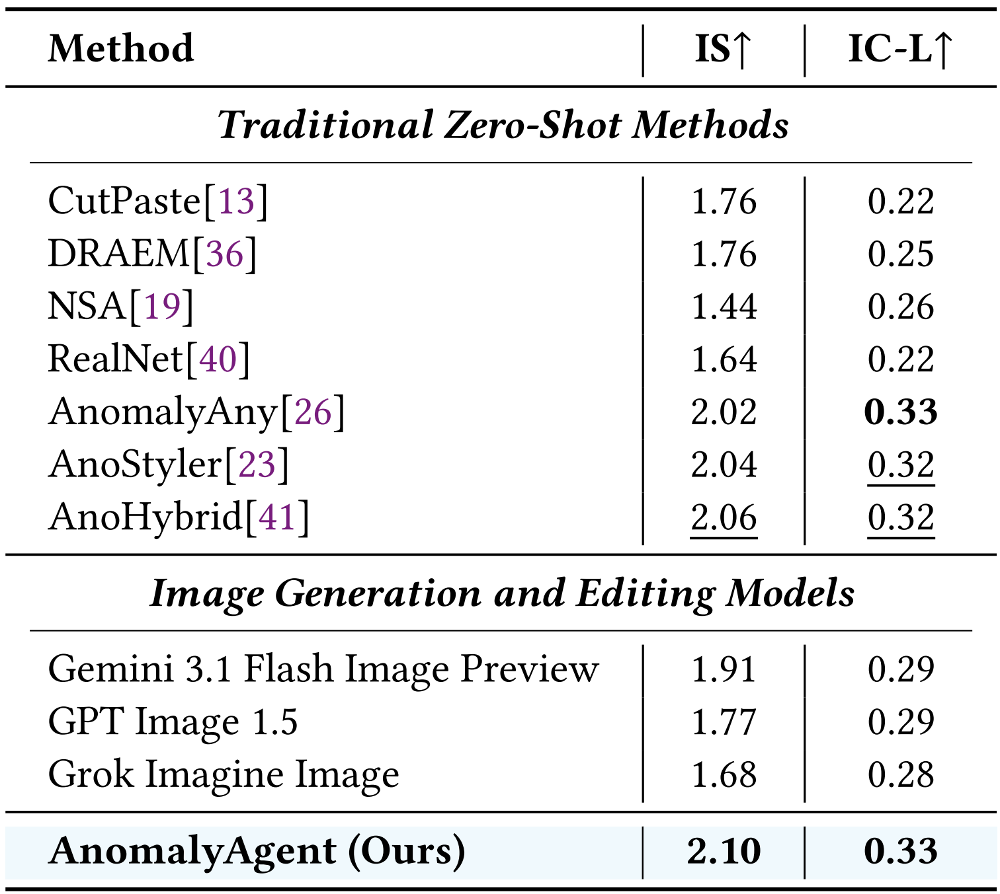 Method IS↑ IC-L↑
Traditional Zero-Shot Methods
CutPaste[13] 1.76 0.22
DRAEM[36] 1.76 0.25
NSA[19] 1.44 0.26
RealNet[40] 1.64 0.22
AnomalyAny[26] 2.02 0.33
AnoStyler[23] 2.04 0.32
AnoHybrid[41] 2.06 0.32
Image Generation and Editing Models
Gemini 3.1 Flash Image Preview 1.91 0.29
GPT Image 1.5 1.77 0.29
Grok Imagine Image 1.68 0.28
AnomalyAgent (Ours) 2.10 0.33